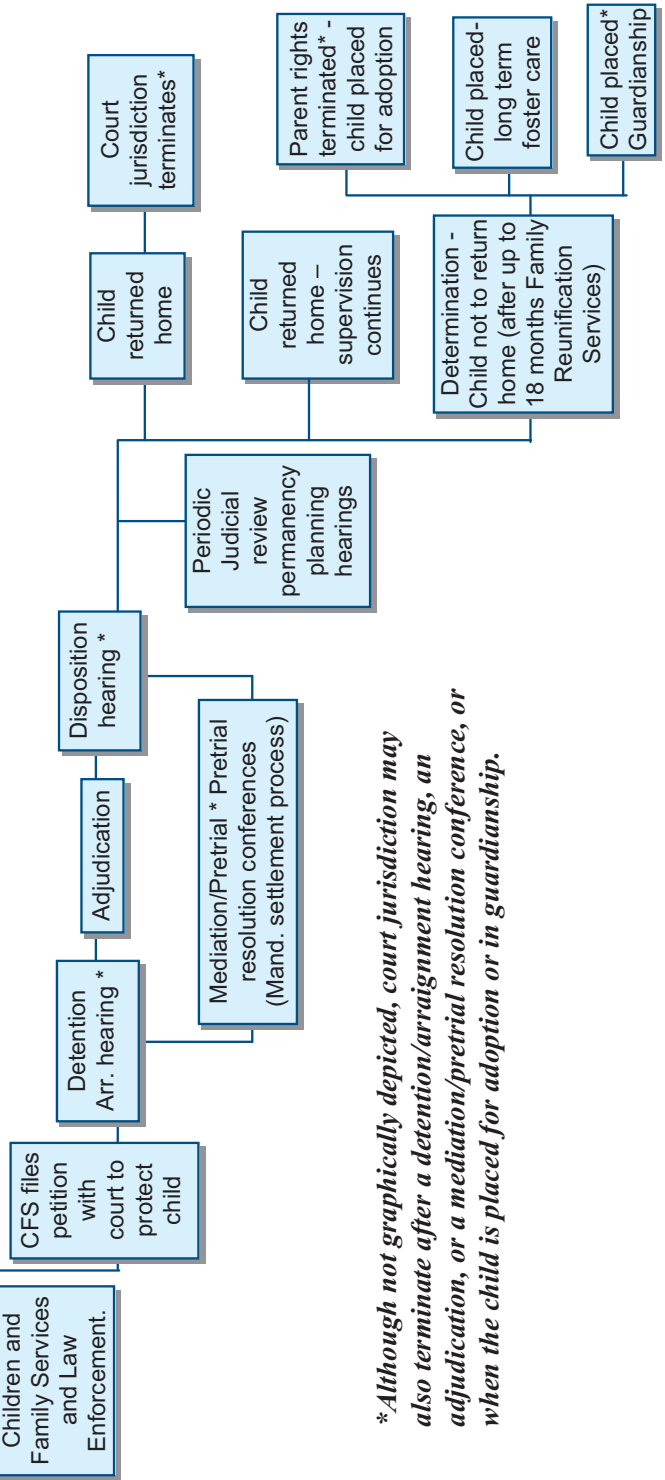 Children and
Family Services
and Law
Enforcement.
CFS files
petition
with
court to
protect
child
Detention
Arr. hearing *
Adjudication
Mediation/Pretrial * Pretrial
resolution conferences
(Mand. settlement process)
Disposition
hearing *
Periodic
Judicial
review
permanency
planning
hearings
Child
returned
home
Court
jurisdiction
terminates*
Child
returned
home –
supervision
continues
Determination -
Child not to return
home (after up to
18 months Family
Reunification
Services)
Parent rights
terminated* -
child placed
for adoption
Child placed-
long term
foster care
Child placed*
Guardianship
*Although not graphically depicted, court jurisdiction may
also terminate after a detention/arraignment hearing, an
adjudication, or a mediation/pretrial resolution conference, or
when the child is placed for adoption or in guardianship.